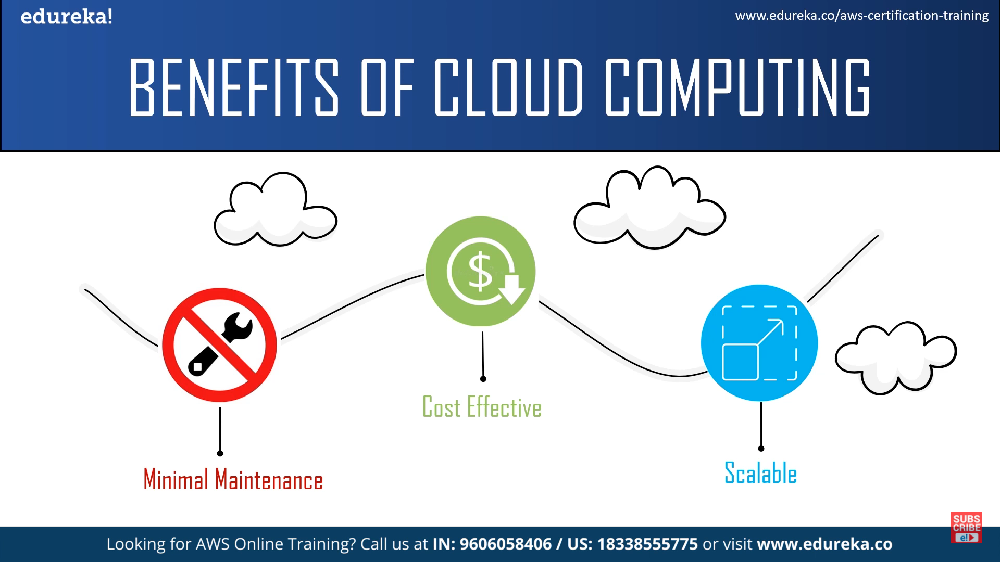 edureka!
www.edureka.co/aws-certification-training
BENEFITS OF CLOUD COMPUTING
$
Cost Effective
Scalable
Minimal Maintenance
SUBS
CRIBE
e!
Looking for AWS Online Training? Call us at IN: 9606058406 / US: 18338555775 or visit www.edureka.co